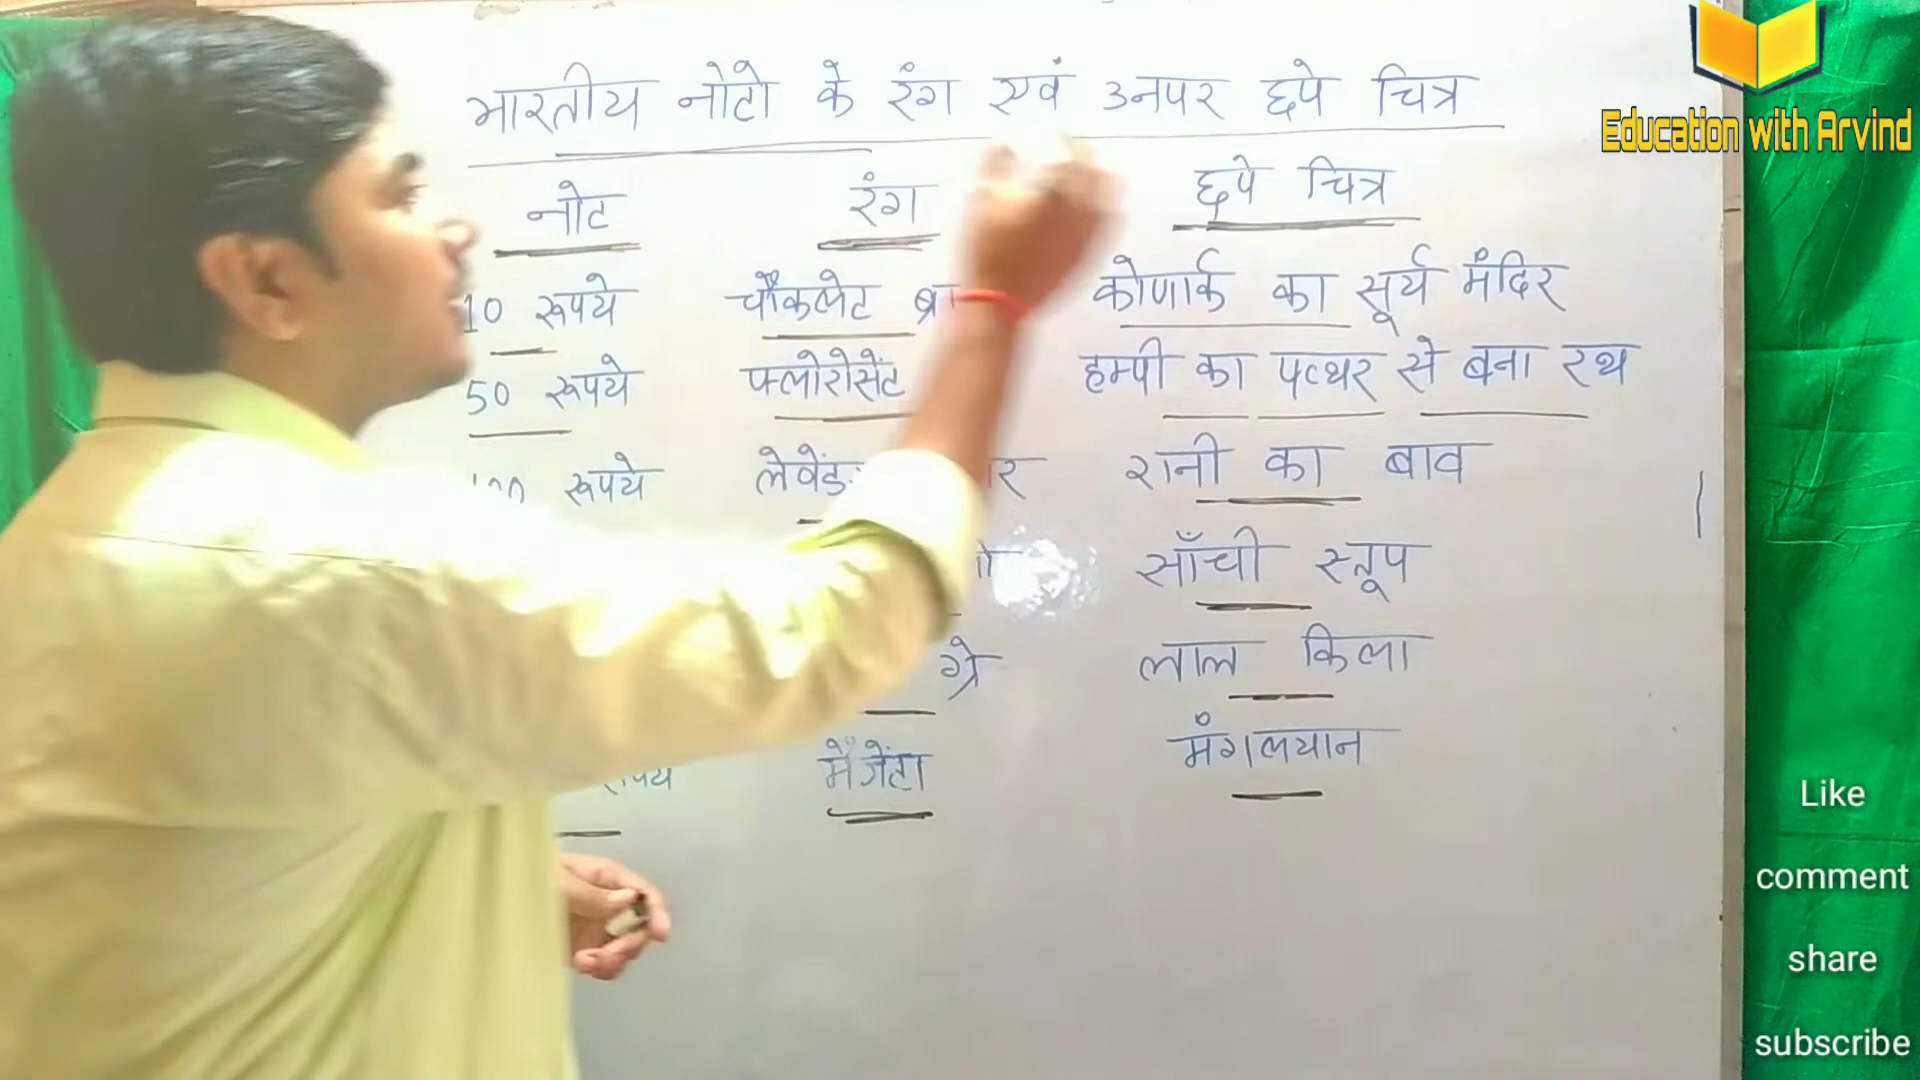 भारतीय नोटो के रंग एवं उनपर छपे चित्र
नोट रंग छपे चित्र
10 रूपये चॉकलेट कोणार्क का सूर्य मंदिर
50 रूपये फ्लोरोसेंट हम्पी का पत्थर से बना रथ
रूपये रानी का बाव
साँची स्तूप
ग्रे लाल किला
मैंजेंटा मंगलयान
Education with Arvind
Like
comment
share
subscribe